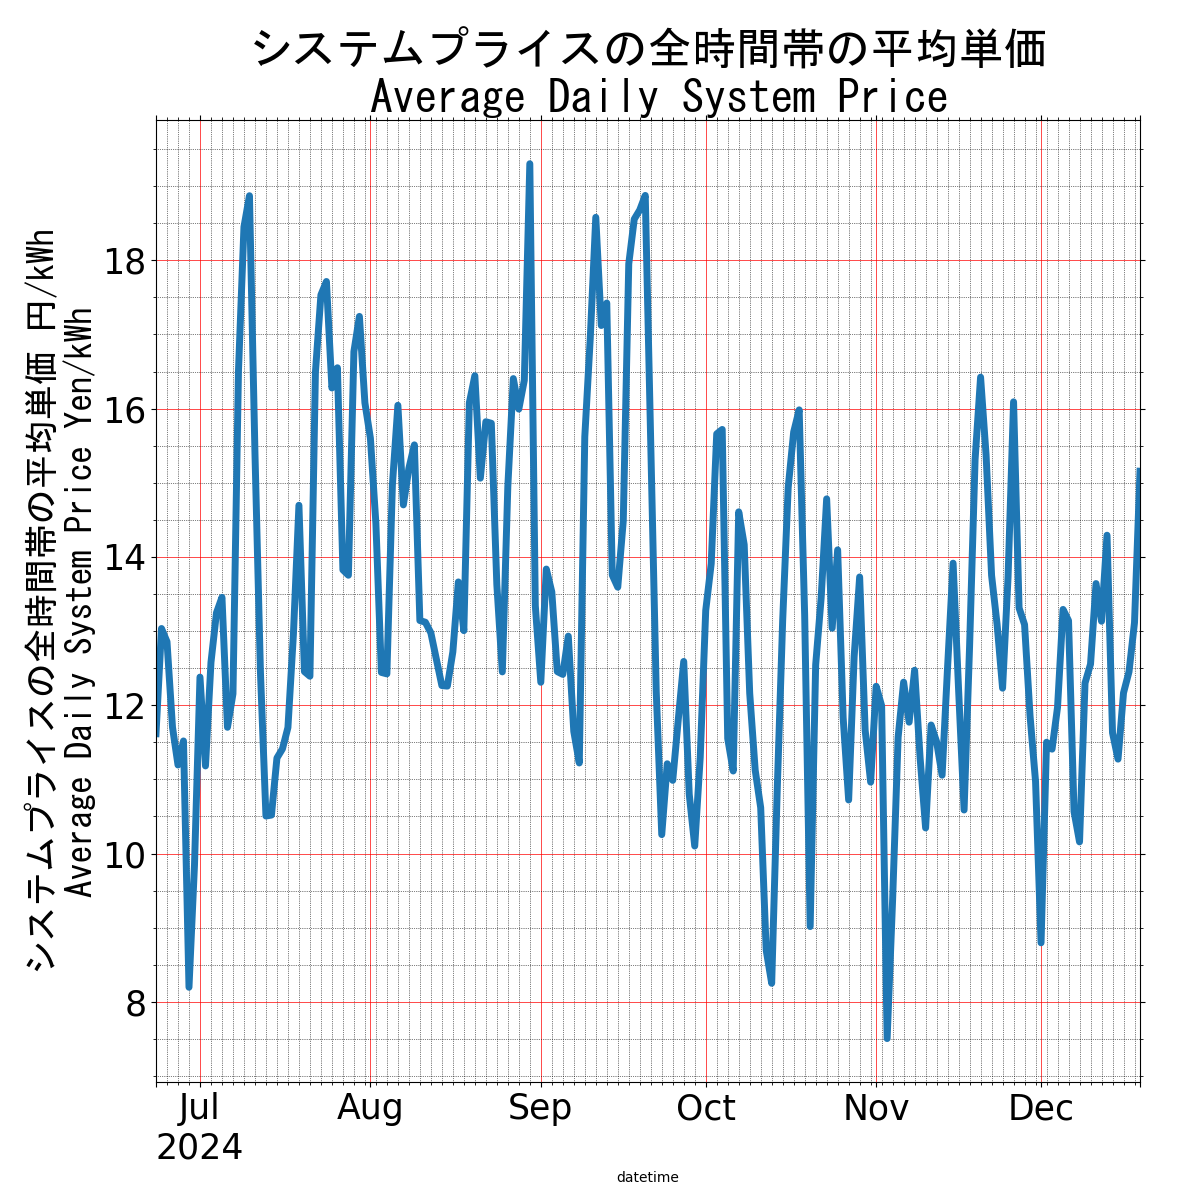 システムプライスの全時間帯の平均単価
Average Daily System Price
システムプライスの全時間帯の平均単価 円/kWh
Average Daily System Price Yen/kWh
18
16
14
12
10
8
Jul
Aug
Sep
Oct
Nov
Dec
2024
datetime